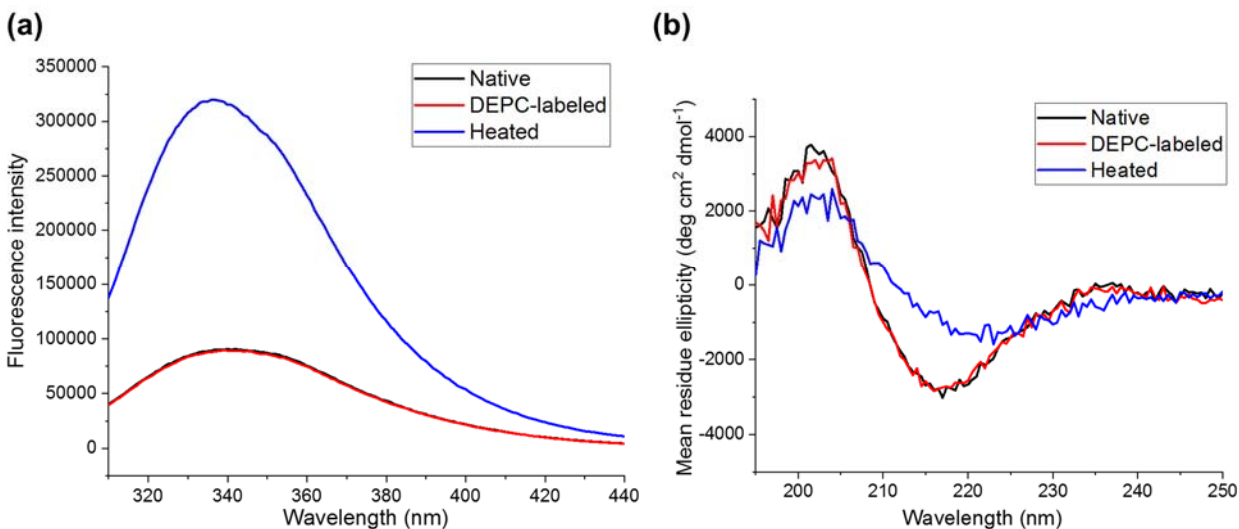 (a)
Fluorescence intensity
350000
300000
250000
200000
150000
100000
50000
0
320
340
360
380
400
420
440
Wavelength (nm)
Native
DEPC-labeled
Heated
(b)
Mean residue ellipticity (deg cm² dmol⁻¹)
4000
2000
0
-2000
-4000
200
210
220
230
240
250
Wavelength (nm)
Native
DEPC-labeled
Heated